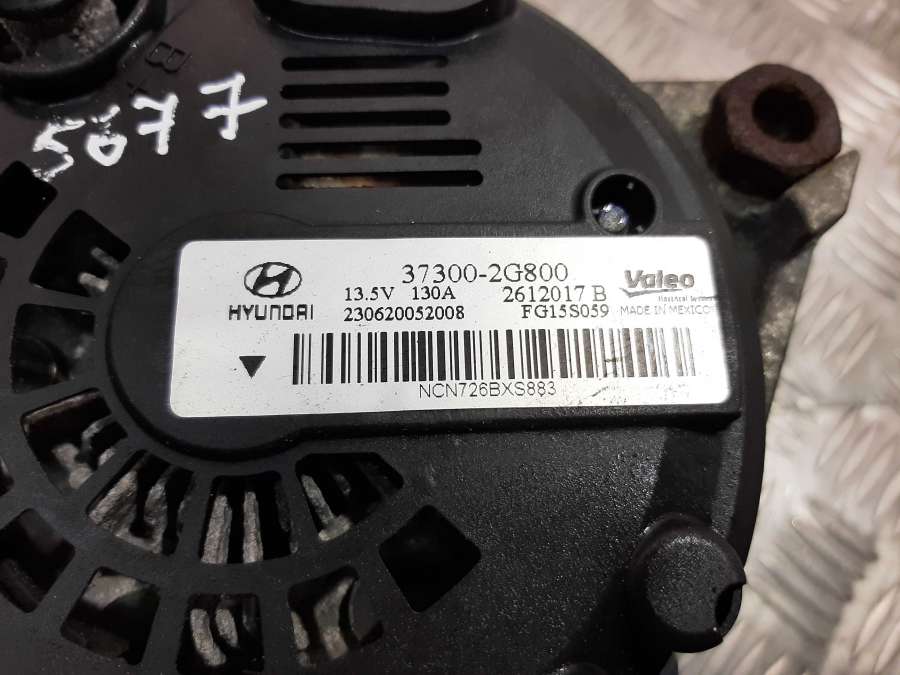 B+
5077
37300-2G800
HYUNDAI
13.5V 130A 2612017 B
Valeo
230620052008 FG15S059 MADE IN MEXICO
NCN726BXS883